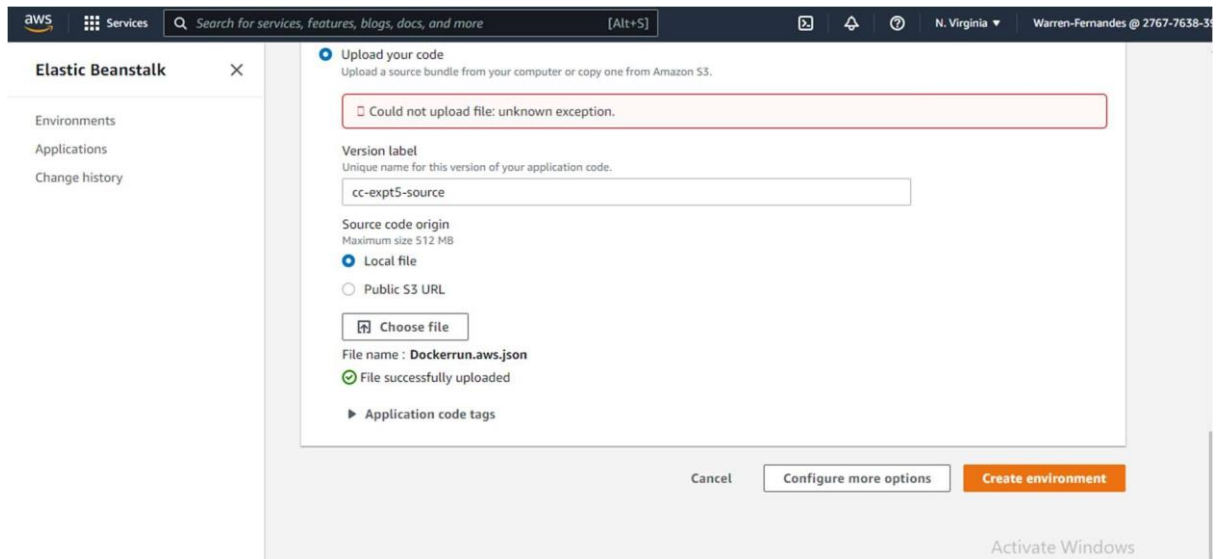 aws Services Search for services, features, blogs, docs, and more [Alt+S] N. Virginia ▼ Warren-Fernandes @ 2767-7638-39
Elastic Beanstalk
Environments
Applications
Change history
Upload your code
Upload a source bundle from your computer or copy one from Amazon S3.
Could not upload file: unknown exception.
Version label
Unique name for this version of your application code.
cc-expt5-source
Source code origin
Maximum size 512 MB
Local file
Public S3 URL
Choose file
File name : Dockerrun.aws.json
File successfully uploaded
Application code tags
Cancel Configure more options Create environment
Activate Windows